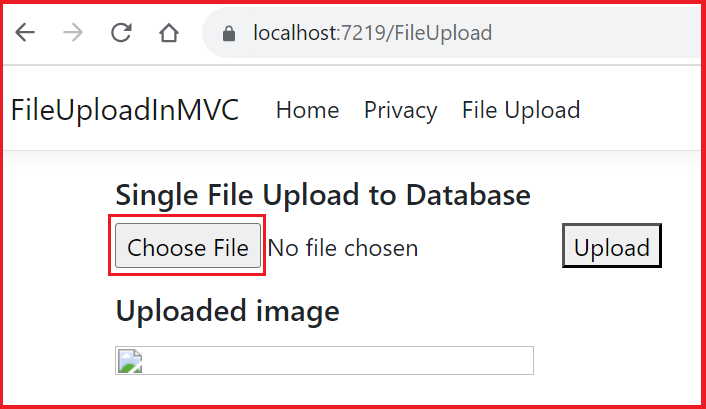 localhost:7219/FileUpload
FileUploadInMVC Home Privacy File Upload
Single File Upload to Database
Choose File No file chosen Upload
Uploaded image